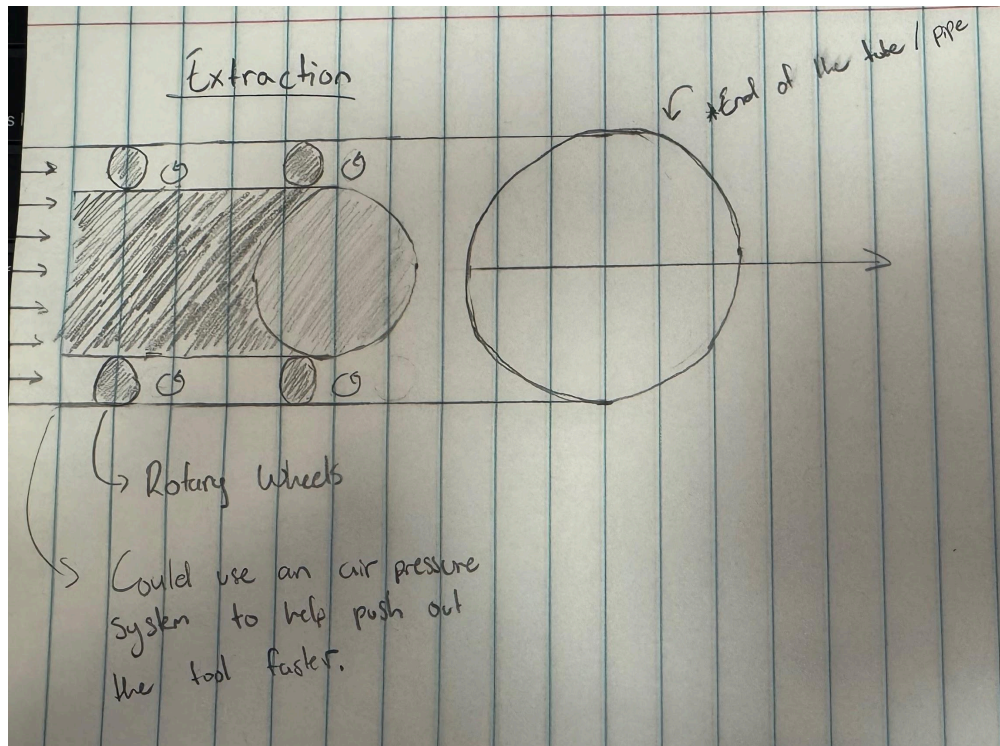 Extraction
*End of the tube / pipe
Rotary Wheels
Could use an air pressure
system to help push out
the tool faster.